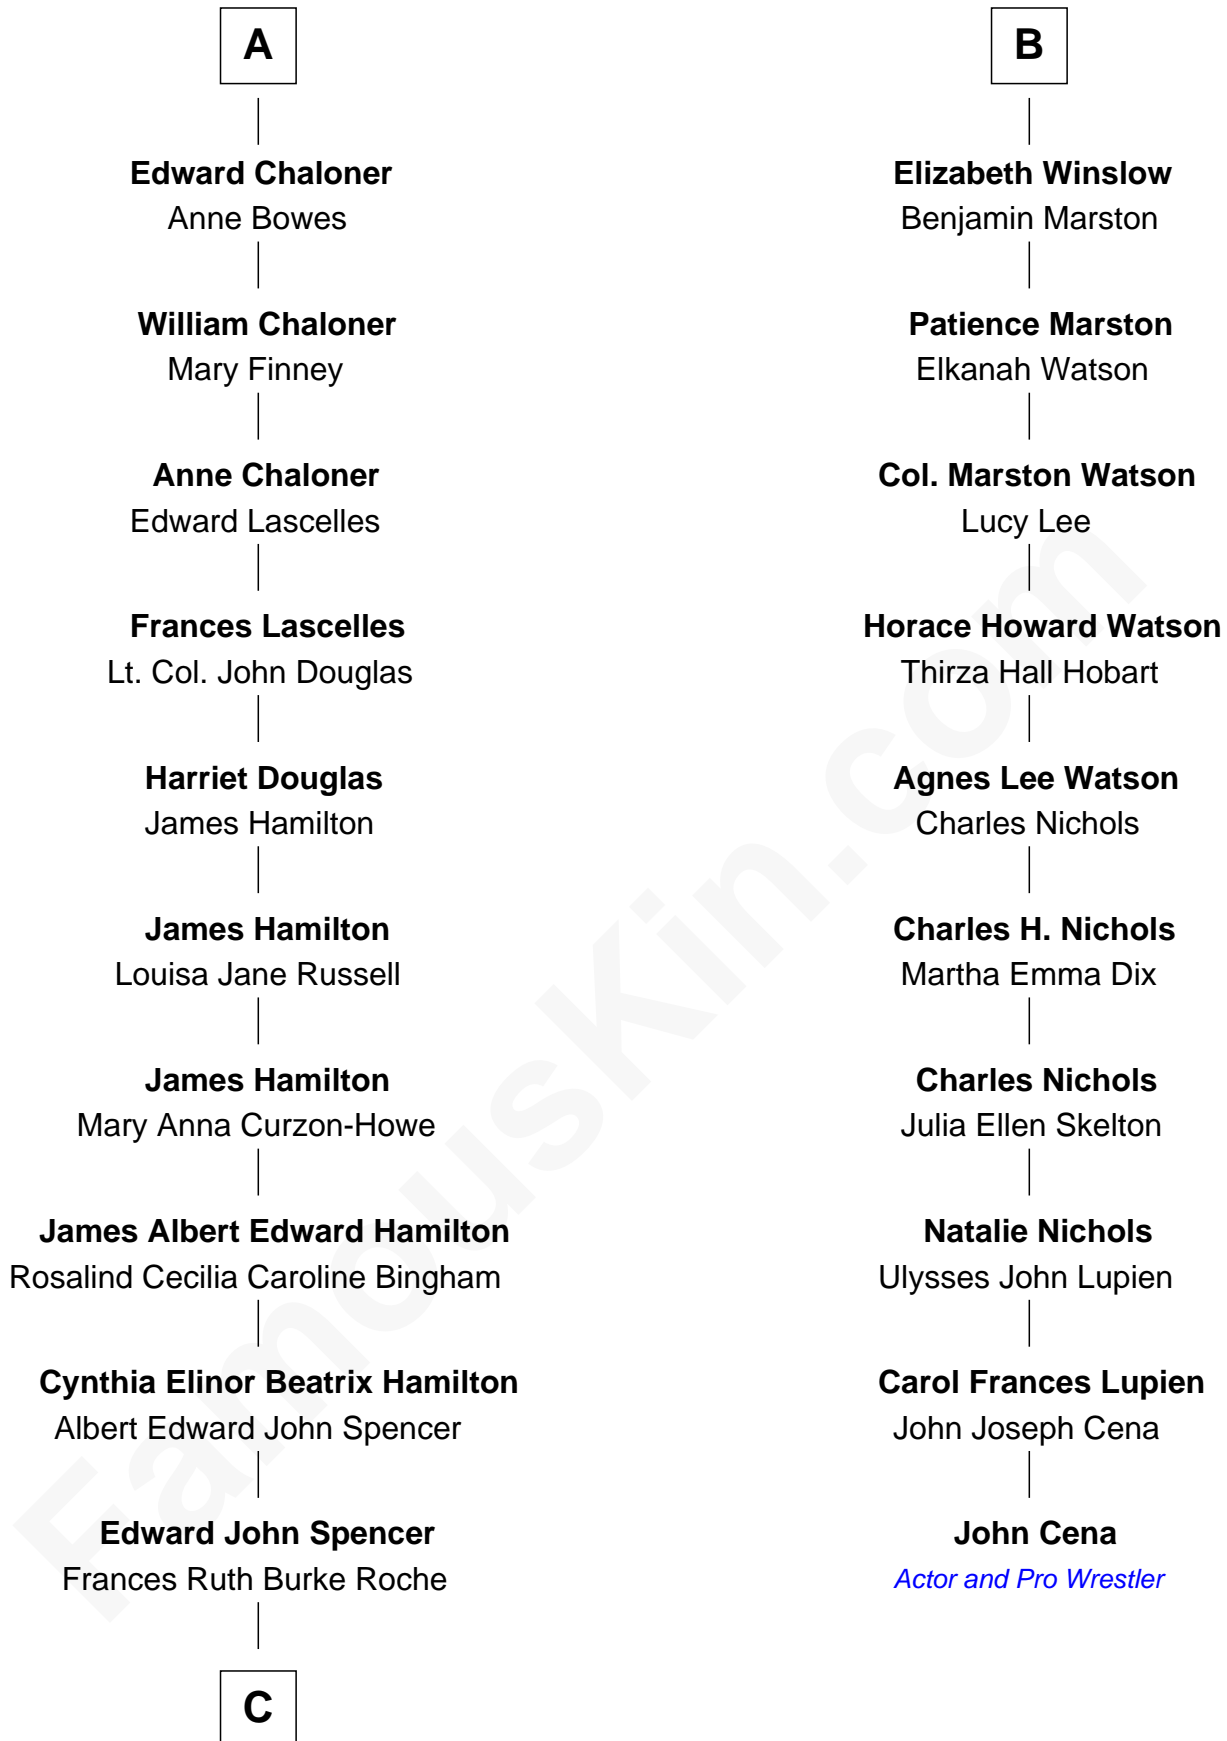 A
Edward Chaloner
Anne Bowes
William Chaloner
Mary Finney
Anne Chaloner
Edward Lascelles
Frances Lascelles
Lt. Col. John Douglas
Harriet Douglas
James Hamilton
James Hamilton
Louisa Jane Russell
James Hamilton
Mary Anna Curzon-Howe
James Albert Edward Hamilton
Rosalind Cecilia Caroline Bingham
Cynthia Elinor Beatrix Hamilton
Albert Edward John Spencer
Edward John Spencer
Frances Ruth Burke Roche
C
B
Elizabeth Winslow
Benjamin Marston
Patience Marston
Elkanah Watson
Col. Marston Watson
Lucy Lee
Horace Howard Watson
Thirza Hall Hobart
Agnes Lee Watson
Charles Nichols
Charles H. Nichols
Martha Emma Dix
Charles Nichols
Julia Ellen Skelton
Natalie Nichols
Ulysses John Lupien
Carol Frances Lupien
John Joseph Cena
John Cena
Actor and Pro Wrestler
FamousKin.com